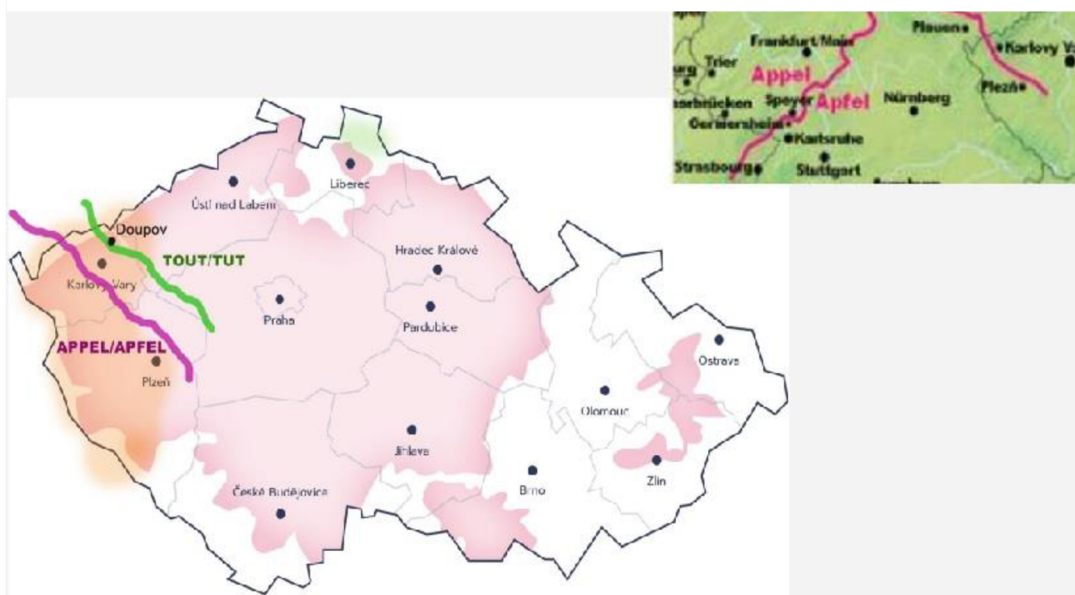 Plauen
Frankfurt/Main
Karlovy
Trier
Appel
Plezň
Speyer
Apfel
Nürnberg
Germersheim
Karlsruhe
Strasbourg
Stuttgart
Liberec
Ústí nad Labem
Doupov
Hradec Králové
TOUT/TUT
Karlovy Vary
Praha
Pardubice
APPEL/APFEL
Ostrava
Plzeň
Olomouc
Jihlava
Zlín
Brno
České Budějovice